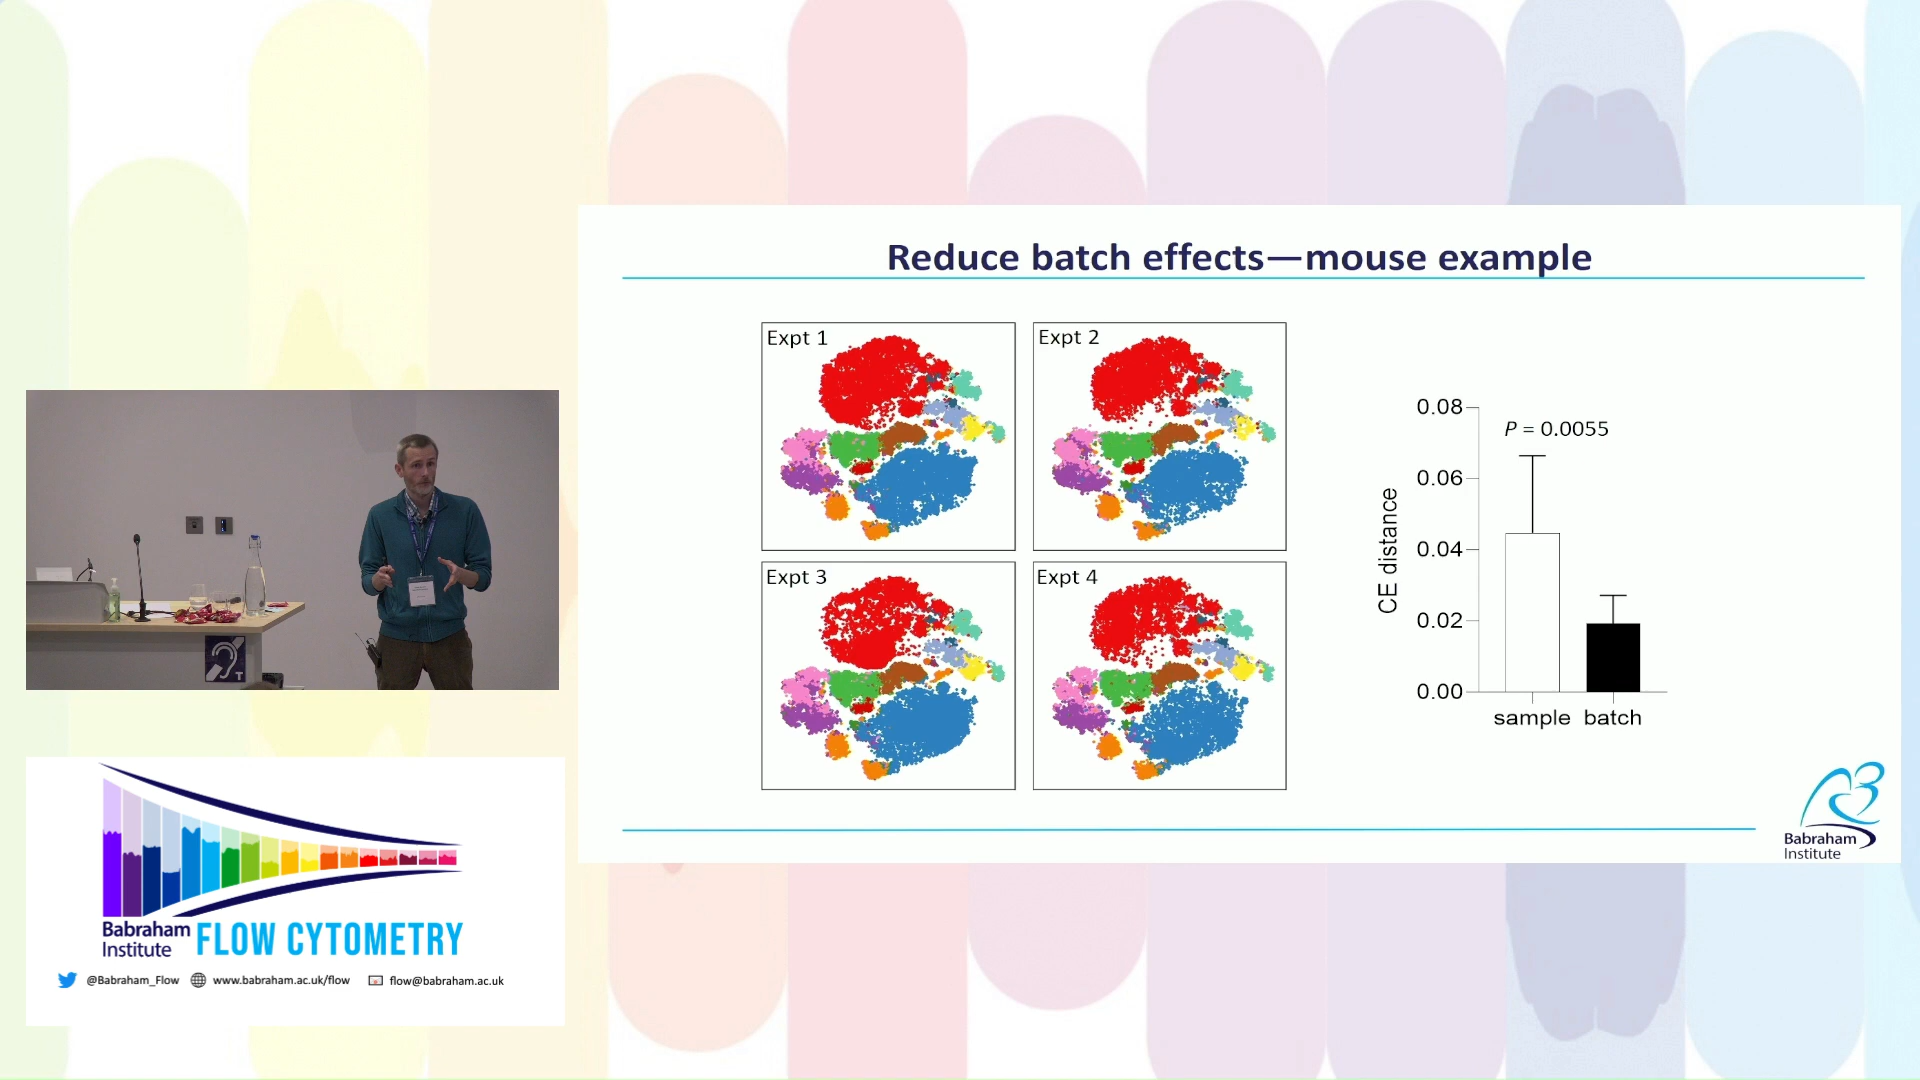 Reduce batch effects—mouse example
Expt 1
Expt 2
Expt 3
Expt 4
CE distance
0.08
0.06
0.04
0.02
0.00
P = 0.0055
sample batch
Babraham
Institute
T
Babraham
Institute
FLOW CYTOMETRY
@Babraham_Flow
www.babraham.ac.uk/flow
flow@babraham.ac.uk